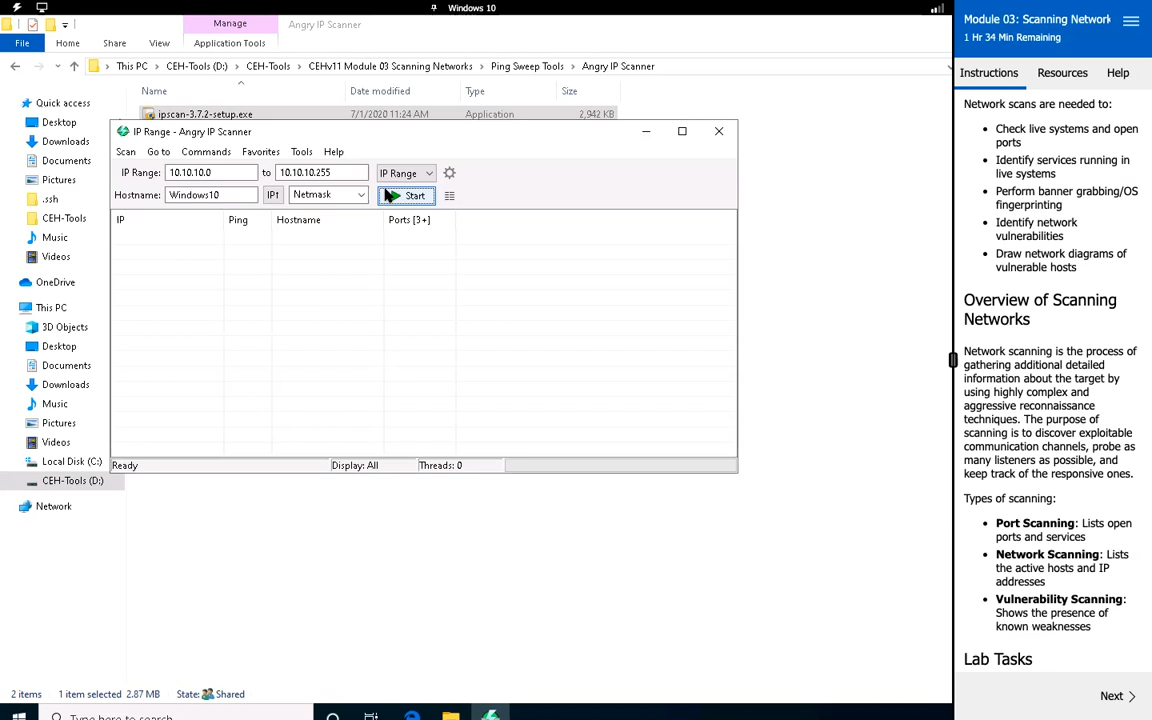 Windows 10
Manage
Angry IP Scanner
File
Home
Share
View
Application Tools
This PC
CEH-Tools (D:)
CEH-Tools
CEHv11 Module 03 Scanning Networks
Ping Sweep Tools
Angry IP Scanner
Name
Date modified
Type
Size
ipscan-3.7.2-setup.exe
7/1/2020 11:24 AM
Application
2,942 KB
Quick access
Desktop
Downloads
Documents
Pictures
.ssh
CEH-Tools
Music
Videos
OneDrive
This PC
3D Objects
Desktop
Documents
Downloads
Music
Pictures
Videos
Local Disk (C:)
CEH-Tools (D:)
Network
IP Range - Angry IP Scanner
Scan Go to Commands Favorites Tools Help
IP Range: 10.10.10.0 to 10.10.10.255 IP Range
Hostname: Windows10 IP↑ Netmask Start
IP Ping Hostname Ports [3+]
Ready Display: All Threads: 0
2 items 1 item selected 2.87 MB State: Shared
Type here to search
Module 03: Scanning Network
1 Hr 34 Min Remaining
Instructions Resources Help
Network scans are needed to:
Check live systems and open
ports
Identify services running in
live systems
Perform banner grabbing/OS
fingerprinting
Identify network
vulnerabilities
Draw network diagrams of
vulnerable hosts
Overview of Scanning
Networks
Network scanning is the process of
gathering additional detailed
information about the target by
using highly complex and
aggressive reconnaissance
techniques. The purpose of
scanning is to discover exploitable
communication channels, probe as
many listeners as possible, and
keep track of the responsive ones.
Types of scanning:
Port Scanning: Lists open
ports and services
Network Scanning: Lists
the active hosts and IP
addresses
Vulnerability Scanning:
Shows the presence of
known weaknesses
Lab Tasks
Next